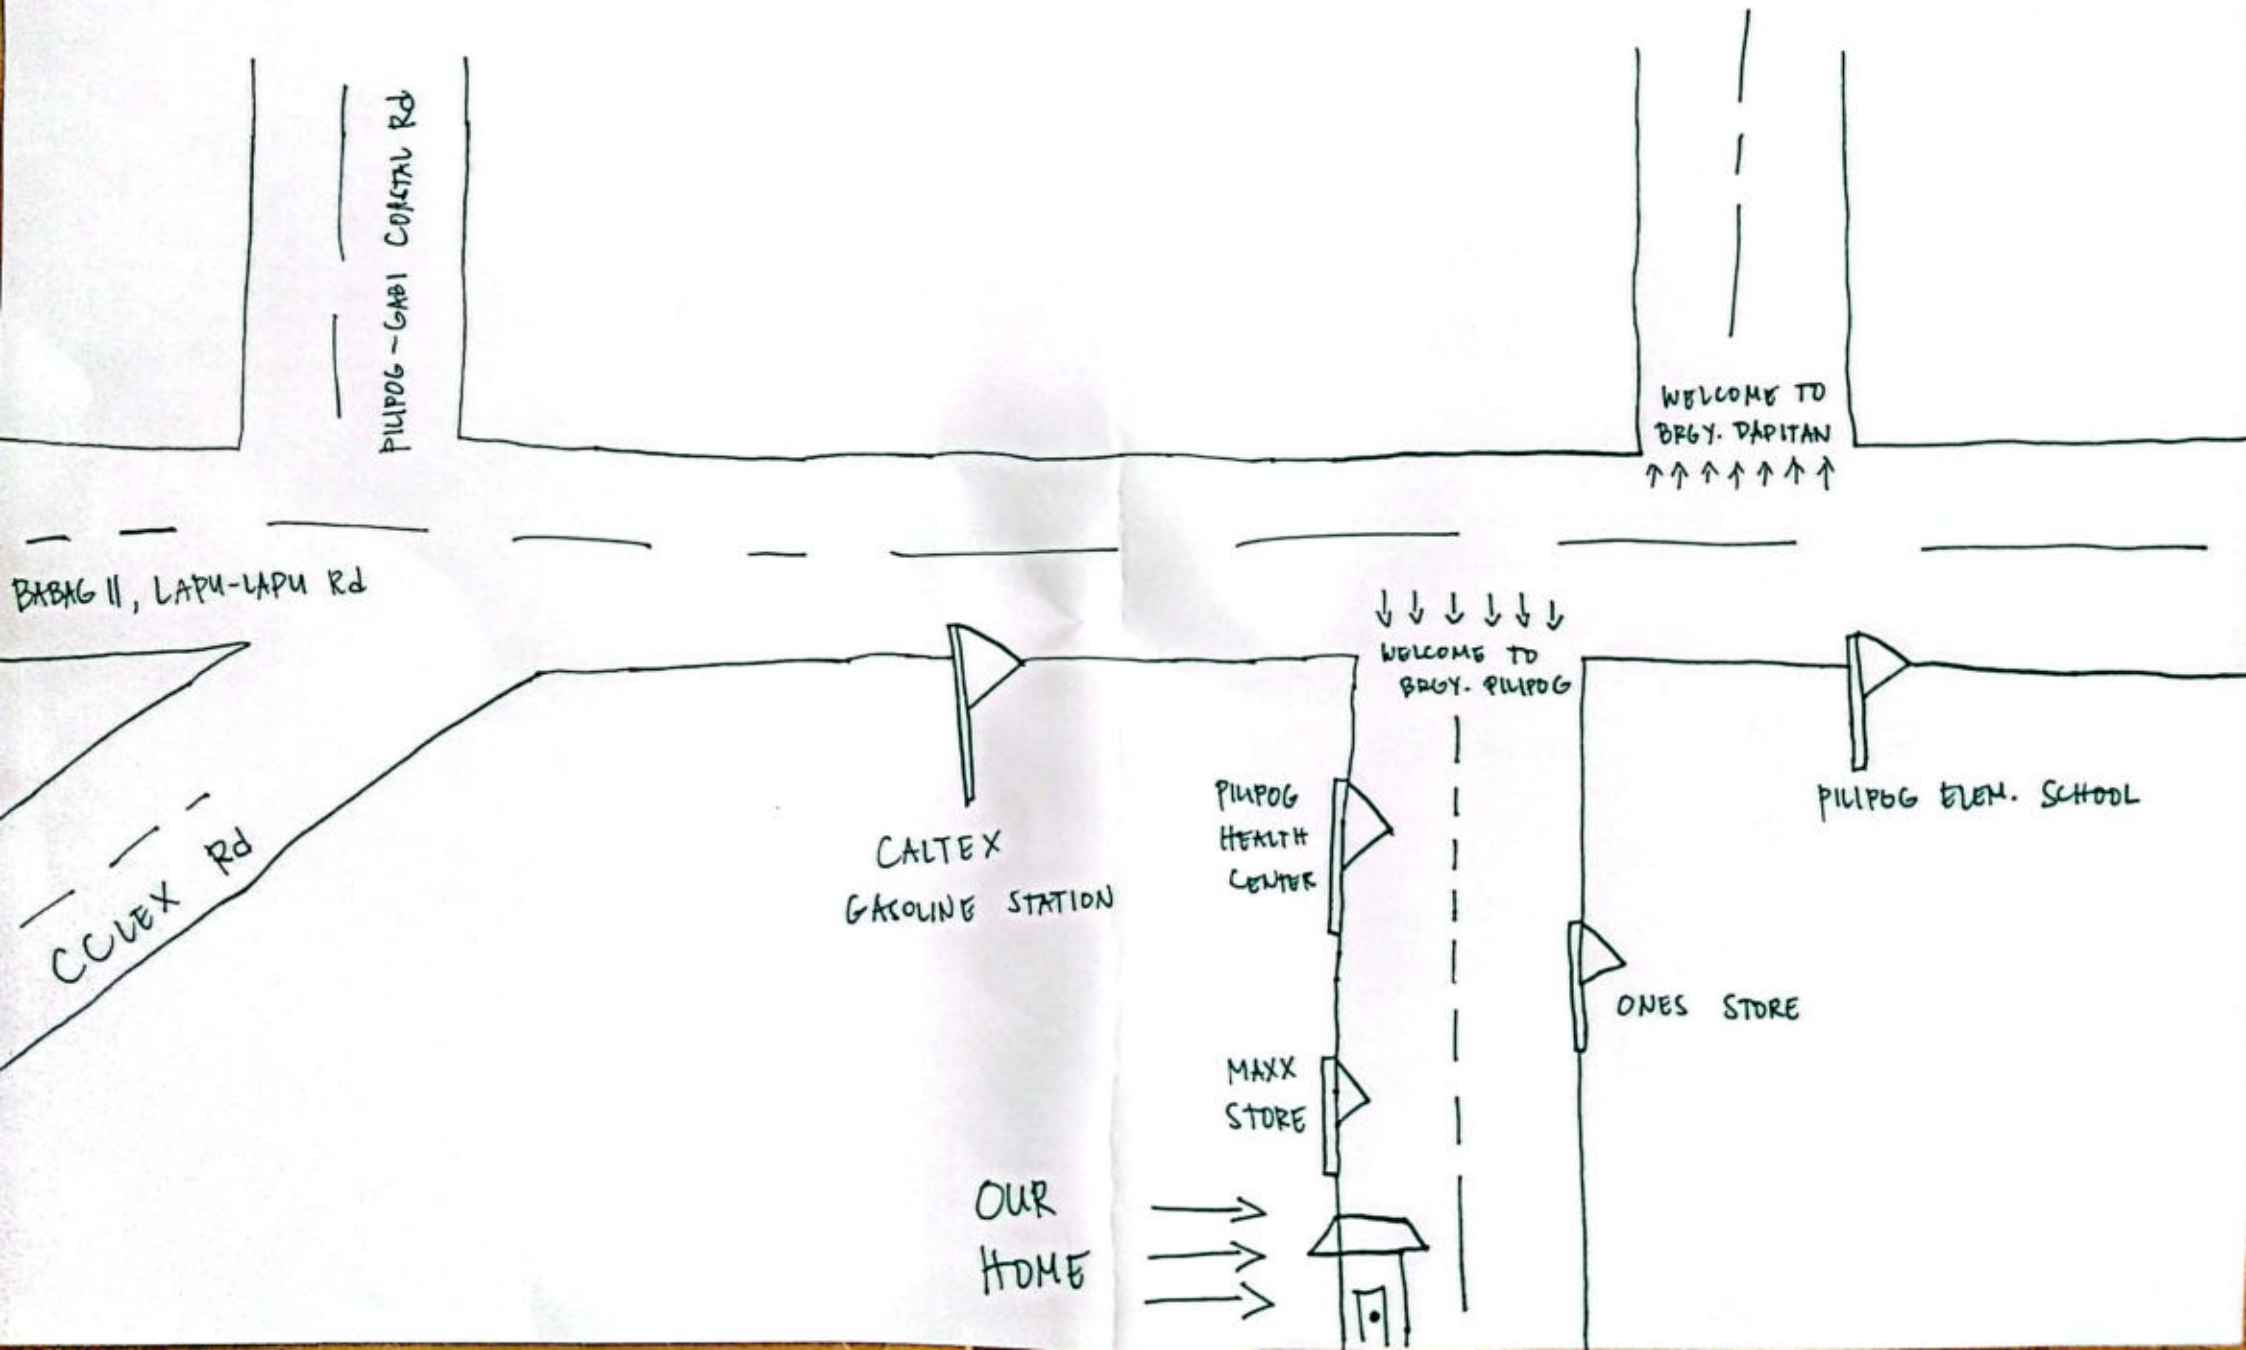 PILIPOG - GABI COASTAL Rd
WELCOME TO
BRGY. DAPITAN
BABAG II, LAPU-LAPU Rd
WELCOME TO
BRGY. PILIPOG
CCLEX Rd
CALTEX
GASOLINE STATION
PILIPOG
HEALTH
CENTER
PILIPOG ELEM. SCHOOL
ONES STORE
MAXX
STORE
OUR
HOME